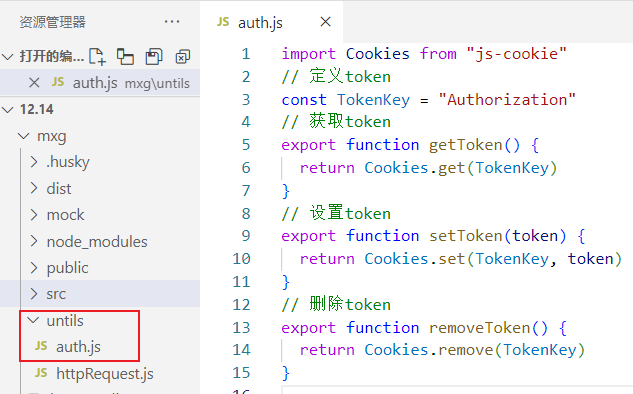 资源管理器
···
打开的编...
JS auth.js mxg\untils
12.14
mxg
.husky
dist
mock
node_modules
public
src
untils
JS auth.js
JS httpRequest.js
JS auth.js
1 import Cookies from "js-cookie"
2 // 定义token
3 const TokenKey = "Authorization"
4 // 获取token
5 export function getToken() {
6 return Cookies.get(TokenKey)
7 }
8 // 设置token
9 export function setToken(token) {
10 return Cookies.set(TokenKey, token)
11 }
12 // 删除token
13 export function removeToken() {
14 return Cookies.remove(TokenKey)
15 }